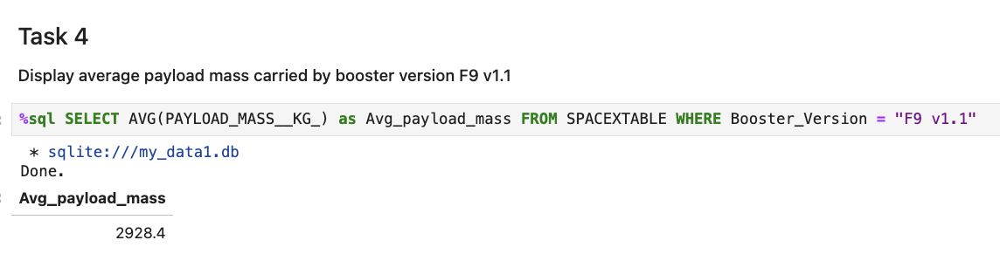 Task 4
Display average payload mass carried by booster version F9 v1.1
%sql SELECT AVG(PAYLOAD_MASS__KG_) as Avg_payload_mass FROM SPACEXTABLE WHERE Booster_Version = "F9 v1.1"
* sqlite:///my_data1.db
Done.
Avg_payload_mass
2928.4